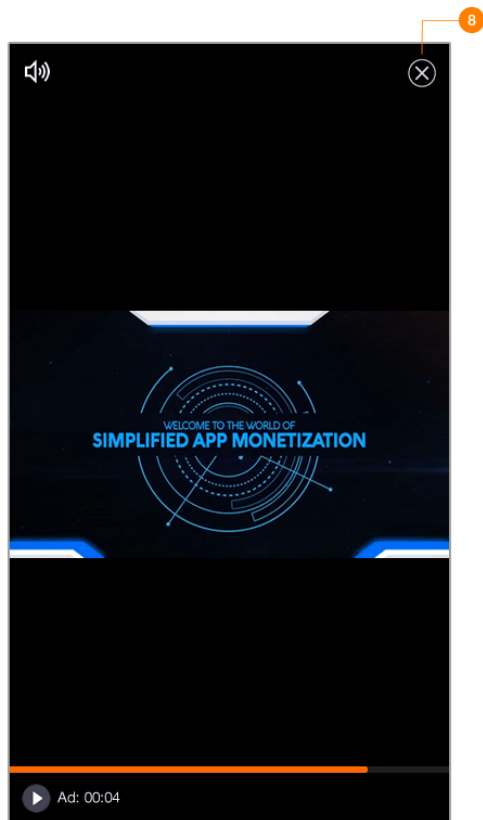 8
WELCOME TO THE WORLD OF
SIMPLIFIED APP MONETIZATION
Ad: 00:04